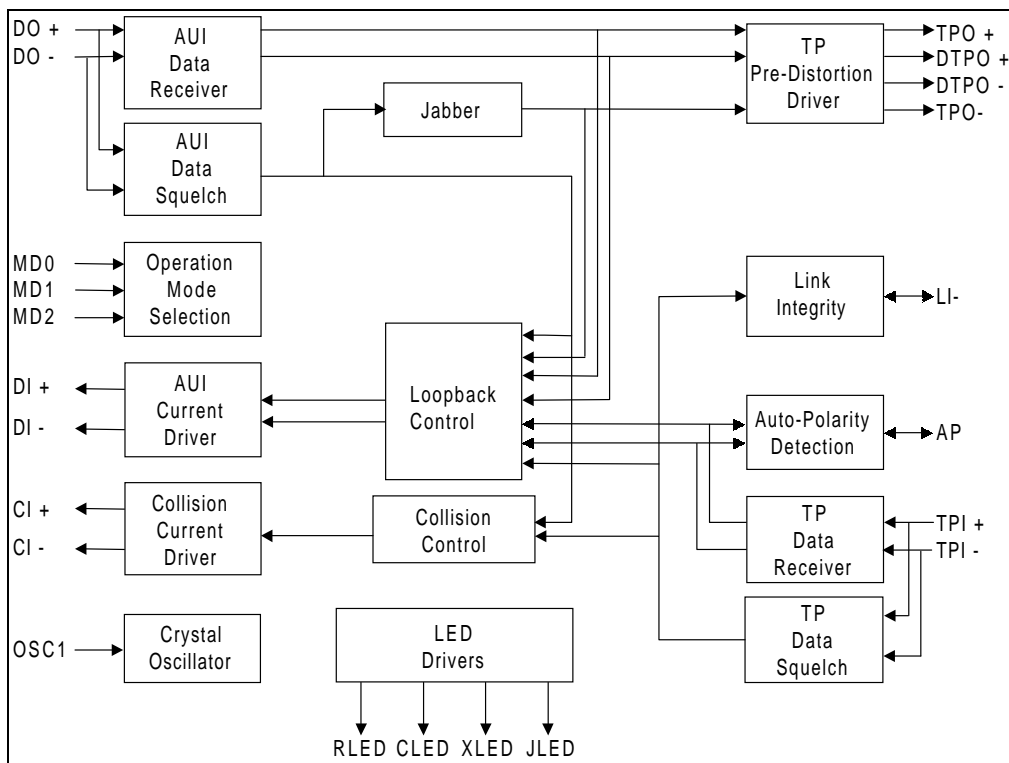 DO +
DO -
AUI
Data
Receiver
TP
Pre-Distortion
Driver
TPO +
DTPO +
DTPO -
TPO-
Jabber
AUI
Data
Squelch
MD0
MD1
MD2
Operation
Mode
Selection
Link
Integrity
LI-
DI +
DI -
AUI
Current
Driver
Loopback
Control
Auto-Polarity
Detection
AP
CI +
CI -
Collision
Current
Driver
Collision
Control
TP
Data
Receiver
TPI +
TPI -
OSC1
Crystal
Oscillator
LED
Drivers
TP
Data
Squelch
RLED CLED XLED JLED